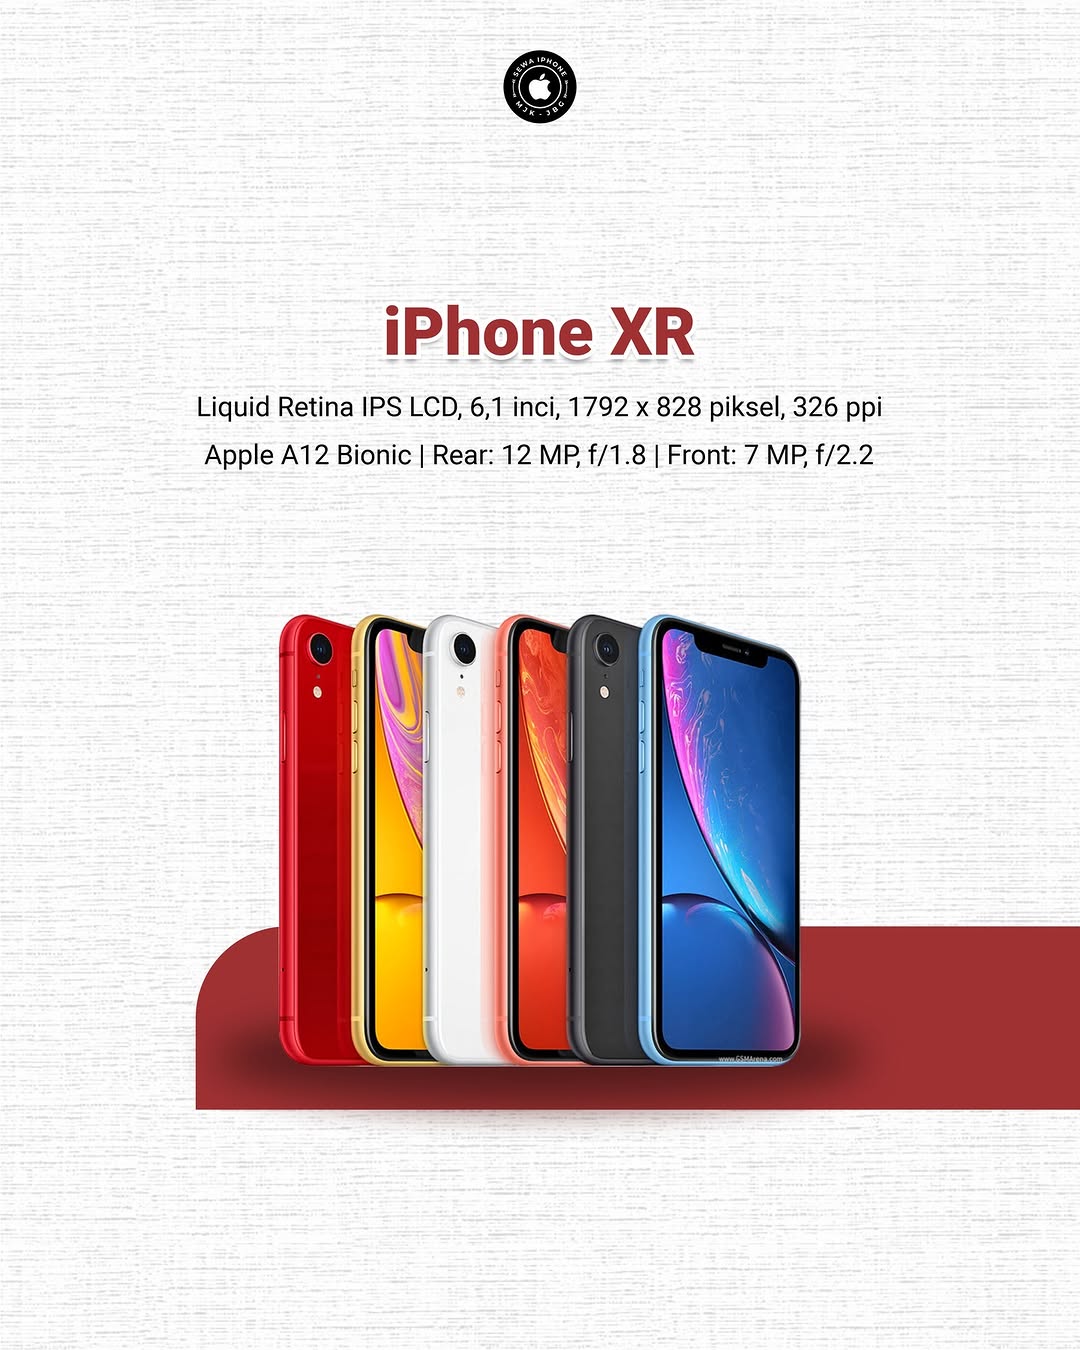 SEWA IPHONE
MJK - JBG
iPhone XR
Liquid Retina IPS LCD, 6,1 inci, 1792 x 828 piksel, 326 ppi
Apple A12 Bionic | Rear: 12 MP, f/1.8 | Front: 7 MP, f/2.2
www.GSMArena.com